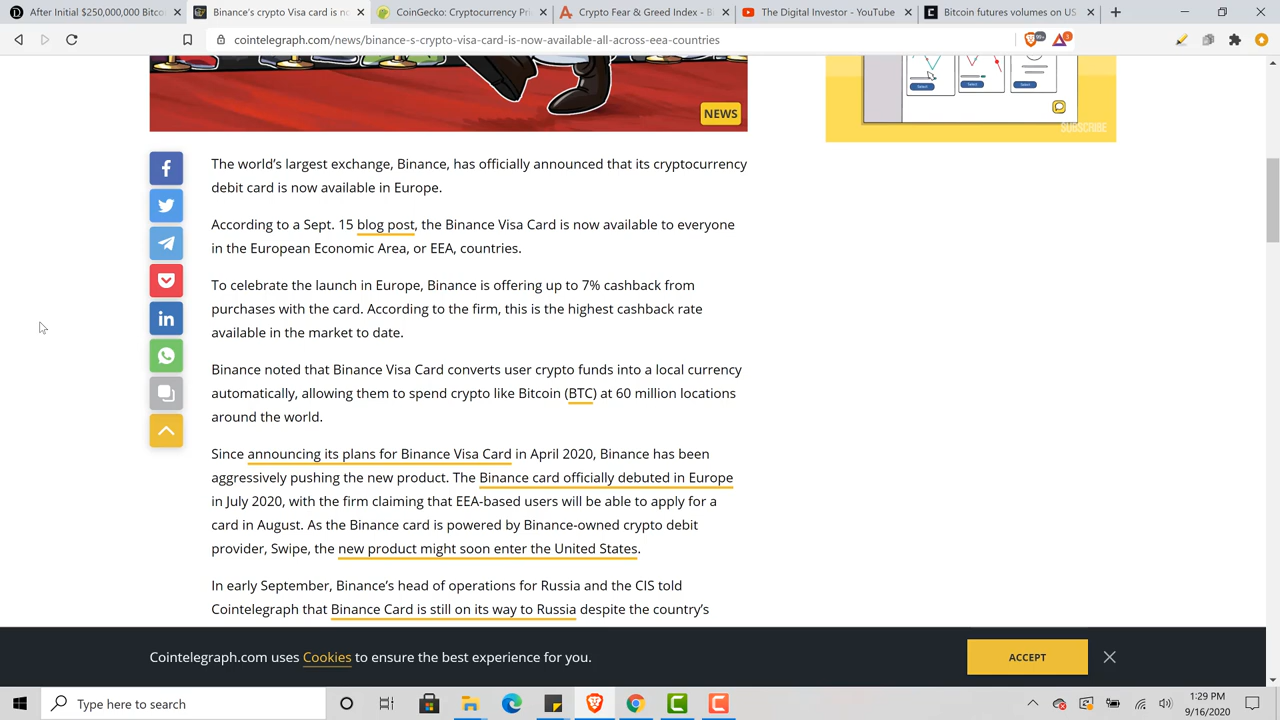 After Initial $250,000,000 Bitco
Binance's crypto Visa card is no
CoinGecko: Cryptocurrency Pri
Crypto Fear & Greed Index - B
The Digital Investor - YouTube
Bitcoin futures volumes on US
cointelegraph.com/news/binance-s-crypto-visa-card-is-now-available-all-across-eea-countries
99+
Select
Select
Select
SUBSCRIBE
NEWS
The world's largest exchange, Binance, has officially announced that its cryptocurrency
debit card is now available in Europe.
According to a Sept. 15 blog post, the Binance Visa Card is now available to everyone
in the European Economic Area, or EEA, countries.
To celebrate the launch in Europe, Binance is offering up to 7% cashback from
purchases with the card. According to the firm, this is the highest cashback rate
available in the market to date.
Binance noted that Binance Visa Card converts user crypto funds into a local currency
automatically, allowing them to spend crypto like Bitcoin (BTC) at 60 million locations
around the world.
Since announcing its plans for Binance Visa Card in April 2020, Binance has been
aggressively pushing the new product. The Binance card officially debuted in Europe
in July 2020, with the firm claiming that EEA-based users will be able to apply for a
card in August. As the Binance card is powered by Binance-owned crypto debit
provider, Swipe, the new product might soon enter the United States.
In early September, Binance's head of operations for Russia and the CIS told
Cointelegraph that Binance Card is still on its way to Russia despite the country's
Cointelegraph.com uses Cookies to ensure the best experience for you.
ACCEPT
Type here to search
1:29 PM
9/16/2020